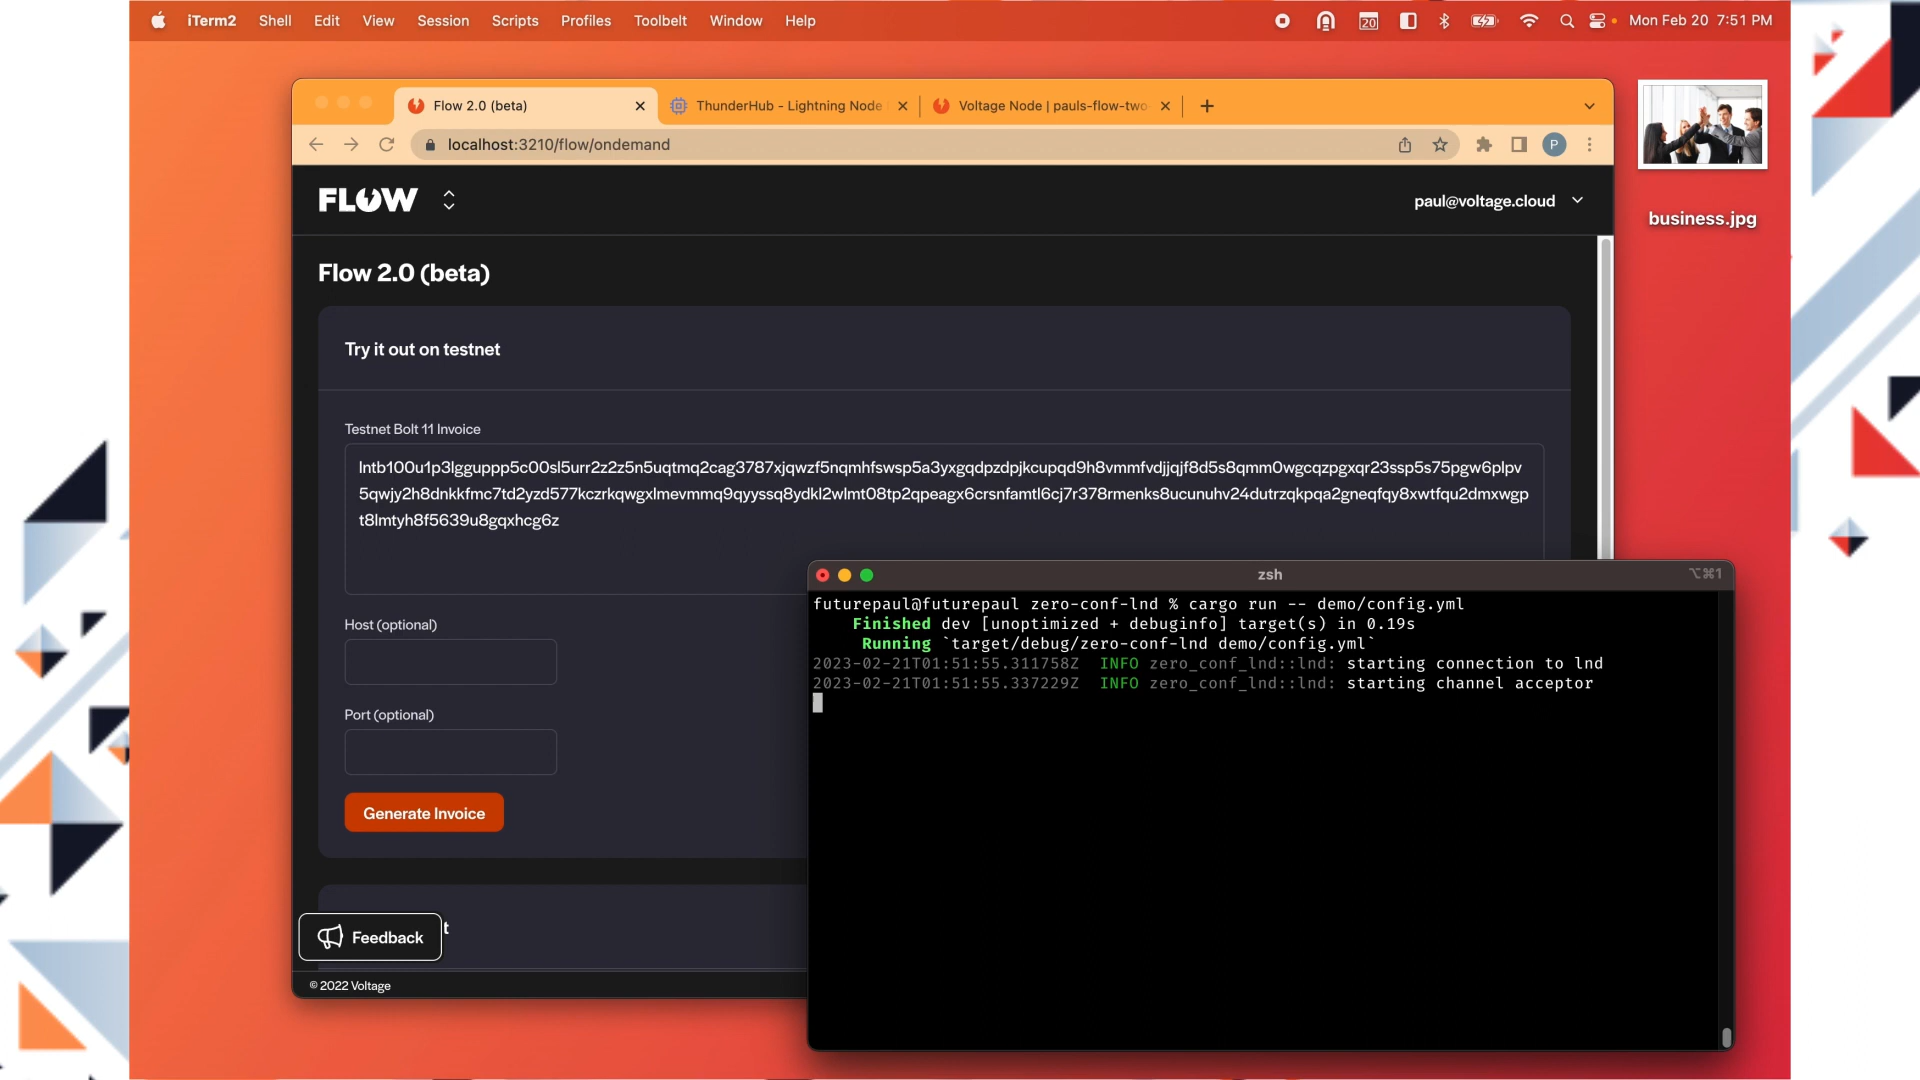 iTerm2 Shell Edit View Session Scripts Profiles Toolbelt Window Help 20 Mon Feb 20 7:51 PM
Flow 2.0 (beta) ThunderHub - Lightning Node Voltage Node | pauls-flow-two
localhost:3210/flow/ondemand P
FLOW paul@voltage.cloud
business.jpg
Flow 2.0 (beta)
Try it out on testnet
Testnet Bolt 11 Invoice
lntb100u1p3lgguppp5c00sl5urr2z2z5n5uqtmq2cag3787xjqwzf5nqmhfswsp5a3yxgqdpzdpjkcupqd9h8vmmfvdjjqjf8d5s8qmm0wgcqzpgxqr23ssp5s75pgw6plpv
5qwjy2h8dnkkfmc7td2yzd577kczrkqwgxlmevmmq9qyyssq8ydkl2wlmt08tp2qpeagx6crsnfamtl6cj7r378rmenks8ucunuhv24dutrzqkpqa2gneqfqy8xwtfqu2dmxwgp
t8lmtyh8f5639u8gqxhcg6z
Host (optional)
Port (optional)
Generate Invoice
Feedback
t
© 2022 Voltage
zsh ⌥⌘1
futurepaul@futurepaul zero-conf-lnd % cargo run -- demo/config.yml
Finished dev [unoptimized + debuginfo] target(s) in 0.19s
Running `target/debug/zero-conf-lnd demo/config.yml`
2023-02-21T01:51:55.311758Z INFO zero_conf_lnd::lnd: starting connection to lnd
2023-02-21T01:51:55.337229Z INFO zero_conf_lnd::lnd: starting channel acceptor